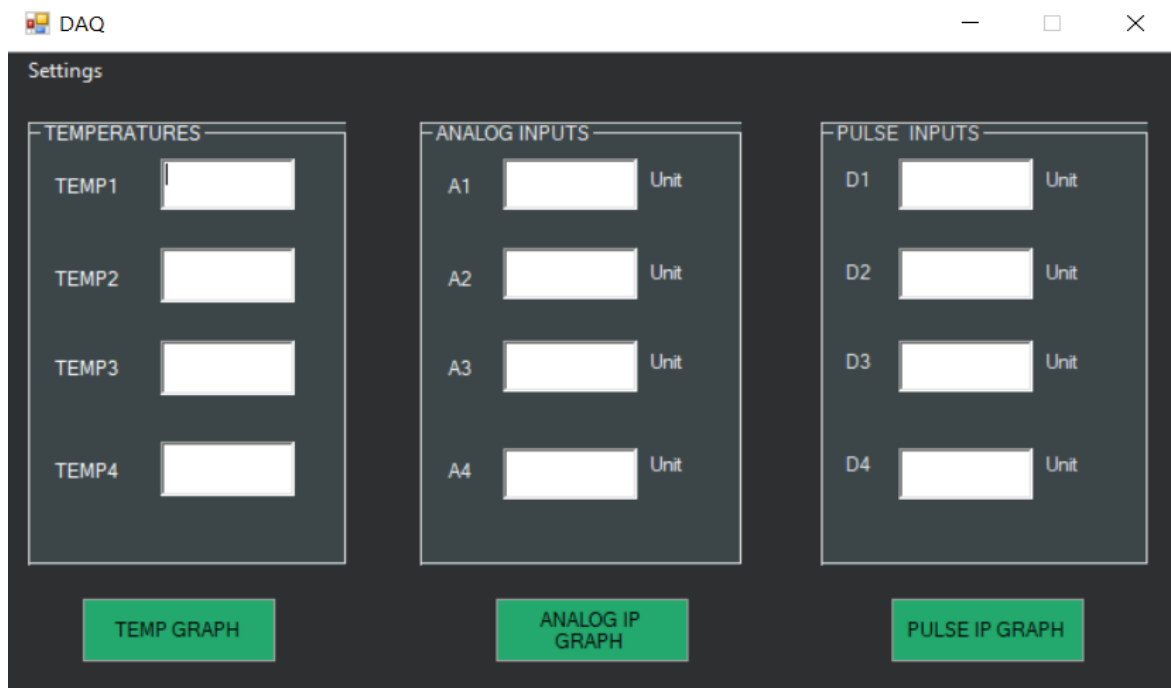 DAQ
Settings
TEMPERATURES
TEMP1
TEMP2
TEMP3
TEMP4
ANALOG INPUTS
A1 Unit
A2 Unit
A3 Unit
A4 Unit
PULSE INPUTS
D1 Unit
D2 Unit
D3 Unit
D4 Unit
TEMP GRAPH
ANALOG IP
GRAPH
PULSE IP GRAPH